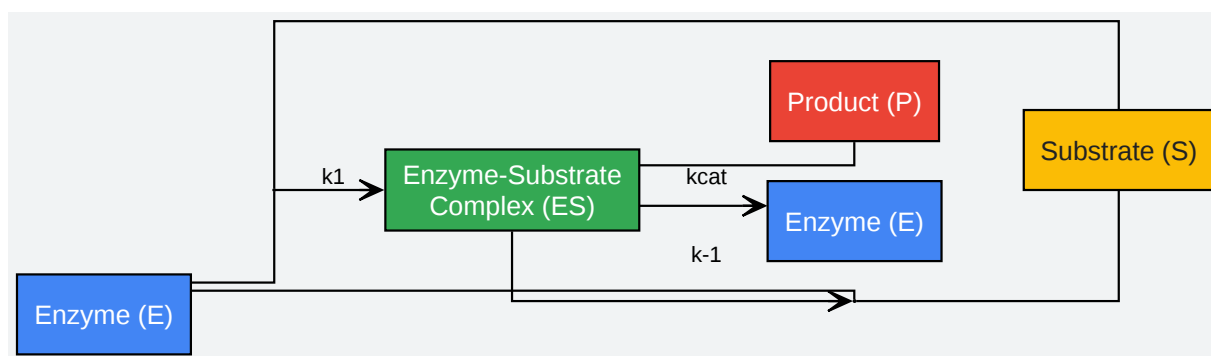 Product (P)
Substrate (S)
k1
Enzyme-Substrate
Complex (ES)
kcat
Enzyme (E)
k-1
Enzyme (E)